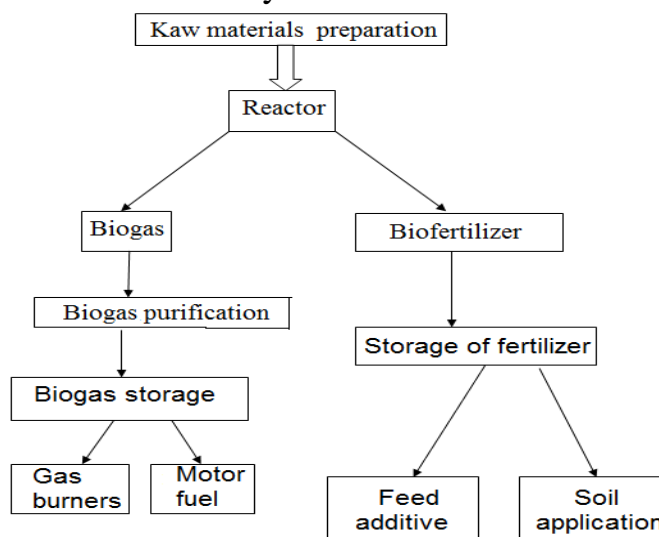 Kaw materials preparation
Reactor
Biogas
Biofertilizer
Biogas purification
Storage of fertilizer
Biogas storage
Gas
burners
Motor
fuel
Feed
additive
Soil
application